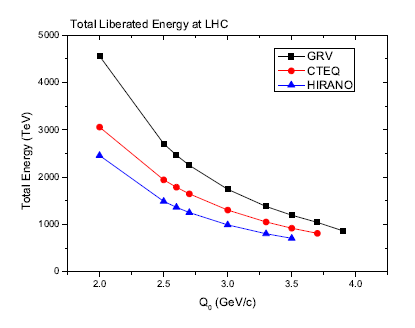 Total Liberated Energy at LHC
5000
4000
3000
2000
1000
0
Total Energy (TeV)
GRV
CTEQ
HIRANO
2.0 2.5 3.0 3.5 4.0
Q₀ (GeV/c)